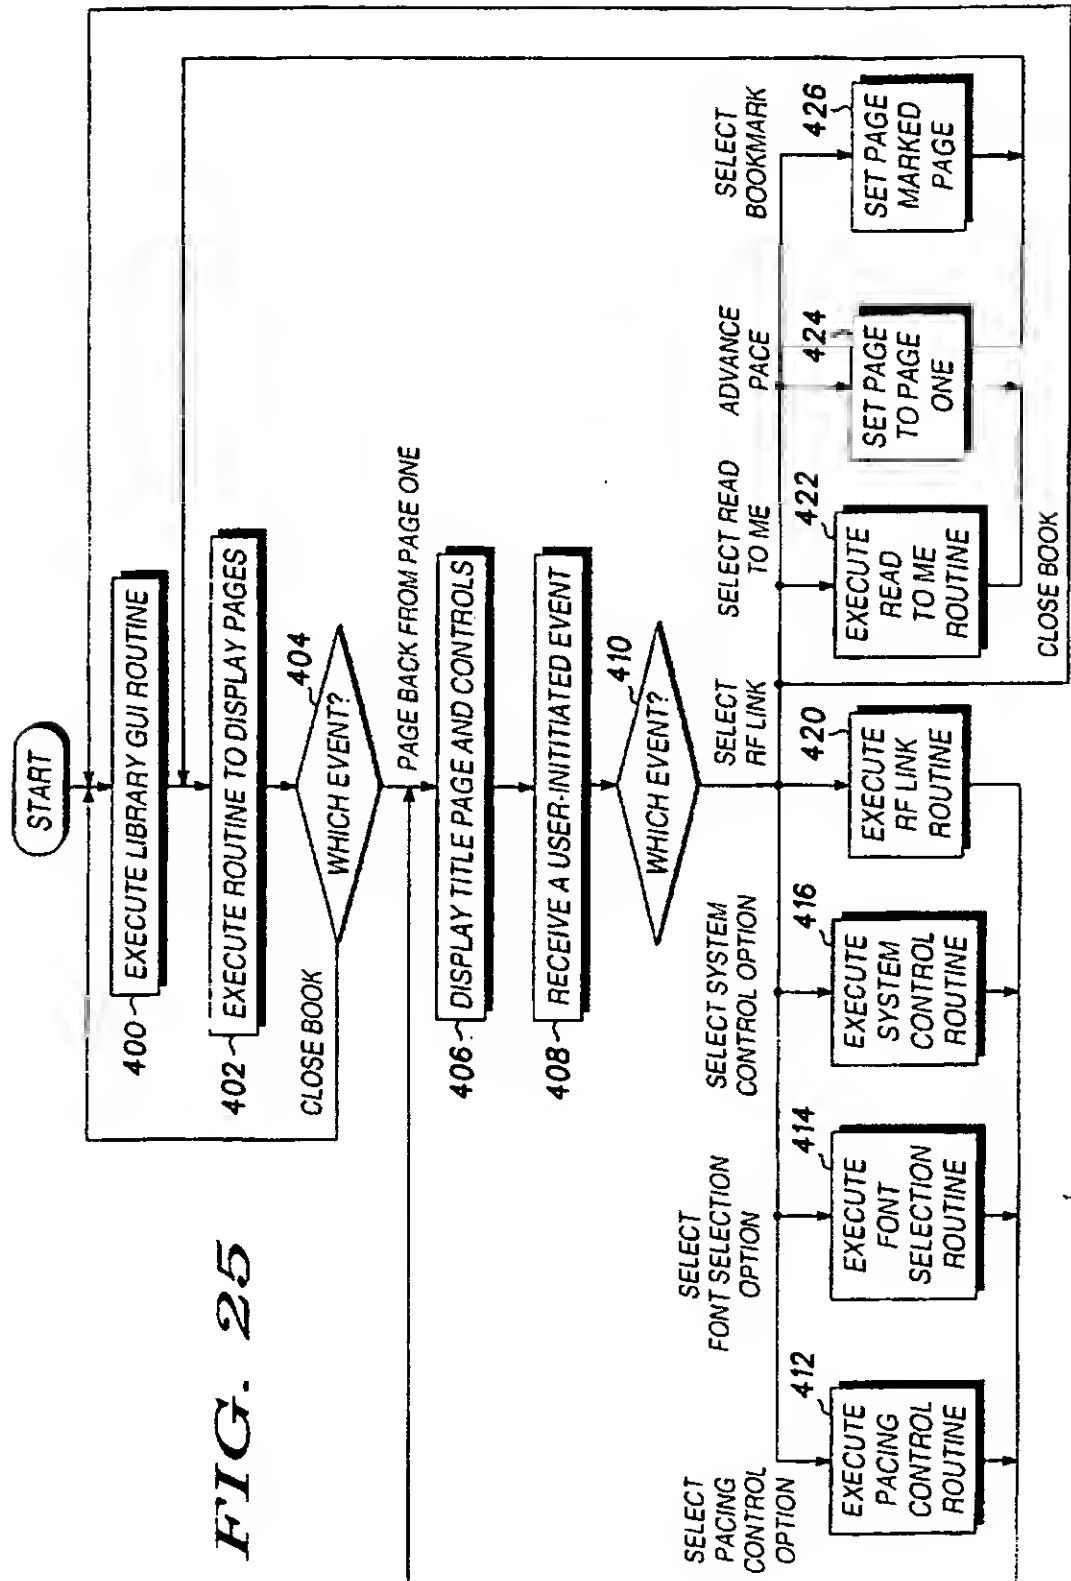 START
400
EXECUTE LIBRARY GUI ROUTINE
402
EXECUTE ROUTINE TO DISPLAY PAGES
WHICH EVENT?
404
CLOSE BOOK
PAGE BACK FROM PAGE ONE
406
DISPLAY TITLE PAGE AND CONTROLS
408
RECEIVE A USER-INITITIATED EVENT
WHICH EVENT?
410
SELECT
PACING
CONTROL
OPTION
412
EXECUTE
PACING
CONTROL
ROUTINE
SELECT
FONT SELECTION
OPTION
414
EXECUTE
FONT
SELECTION
ROUTINE
SELECT SYSTEM
CONTROL OPTION
416
EXECUTE
SYSTEM
CONTROL
ROUTINE
SELECT
RF LINK
420
EXECUTE
RF LINK
ROUTINE
SELECT READ
TO ME
422
EXECUTE
READ
TO ME
ROUTINE
ADVANCE
PACE
424
SET PAGE
TO PAGE
ONE
SELECT
BOOKMARK
426
SET PAGE
MARKED
PAGE
CLOSE BOOK
FIG. 25